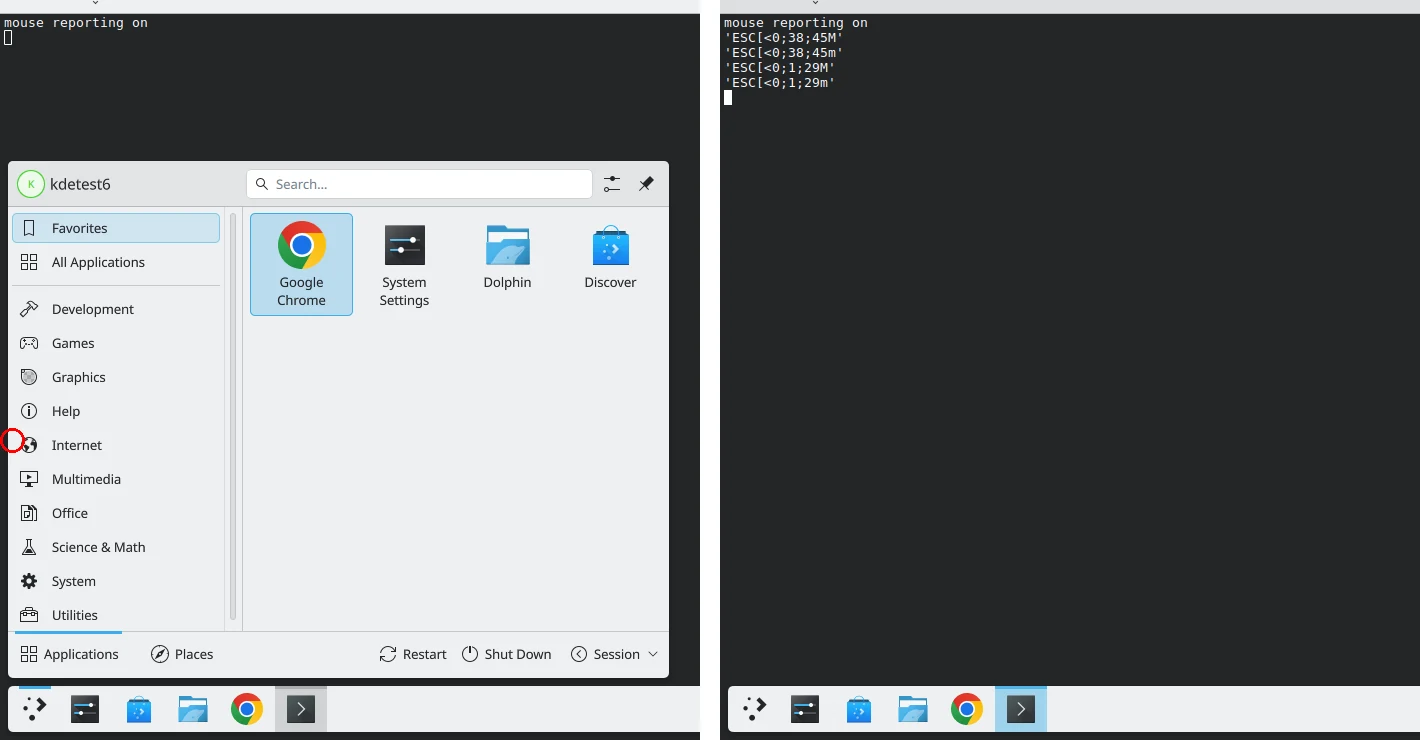 mouse reporting on
K
kdetest6
Search...
Favorites
All Applications
Development
Games
Graphics
Help
Internet
Multimedia
Office
Science & Math
System
Utilities
Google
Chrome
System
Settings
Dolphin
Discover
Applications
Places
Restart
Shut Down
Session
mouse reporting on
'ESC[<0;38;45M'
'ESC[<0;38;45m'
'ESC[<0;1;29M'
'ESC[<0;1;29m'